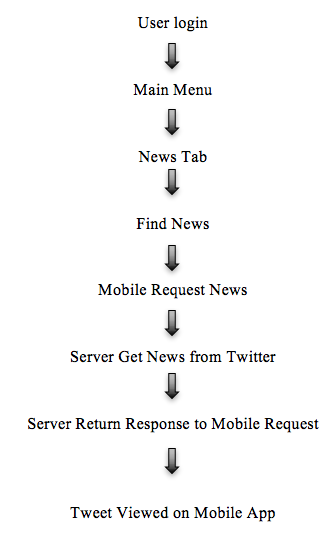 User login
Main Menu
News Tab
Find News
Mobile Request News
Server Get News from Twitter
Server Return Response to Mobile Request
Tweet Viewed on Mobile App